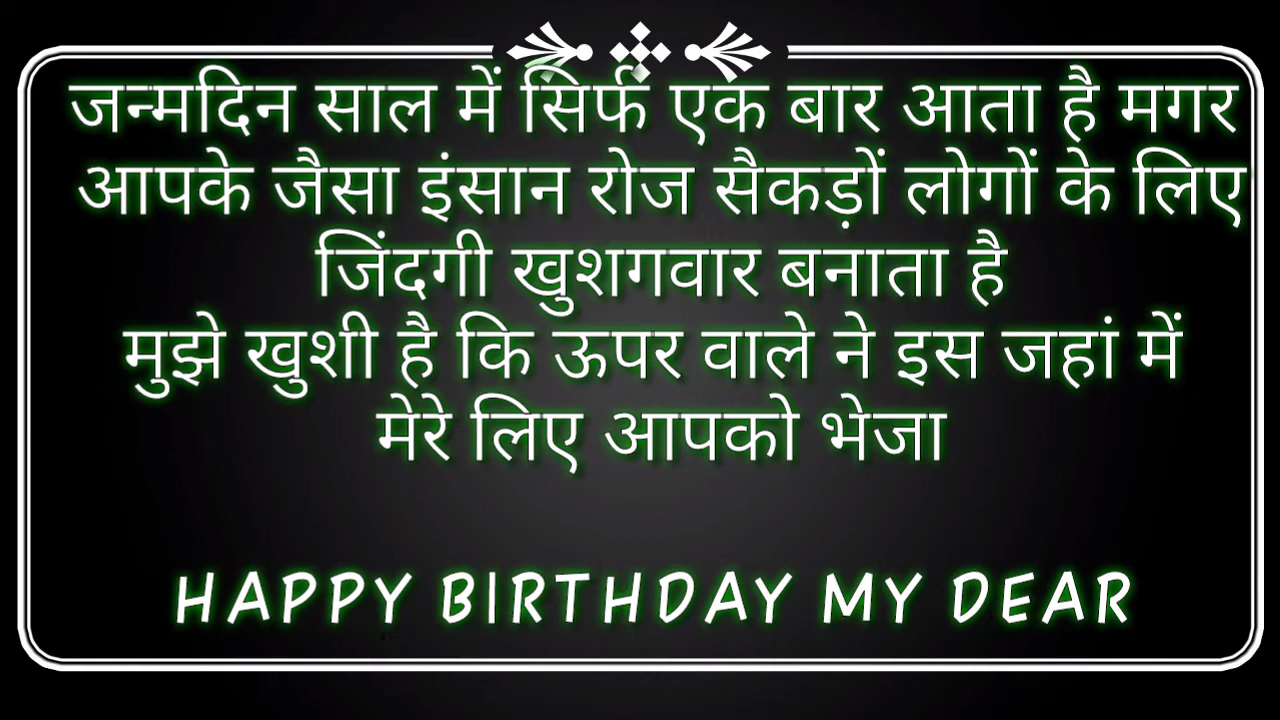 जन्मदिन साल में सिर्फ एक बार आता है मगर
आपके जैसा इंसान रोज सैकड़ों लोगों के लिए
जिंदगी खुशगवार बनाता है
मुझे खुशी है कि ऊपर वाले ने इस जहां में
मेरे लिए आपको भेजा
HAPPY BIRTHDAY MY DEAR